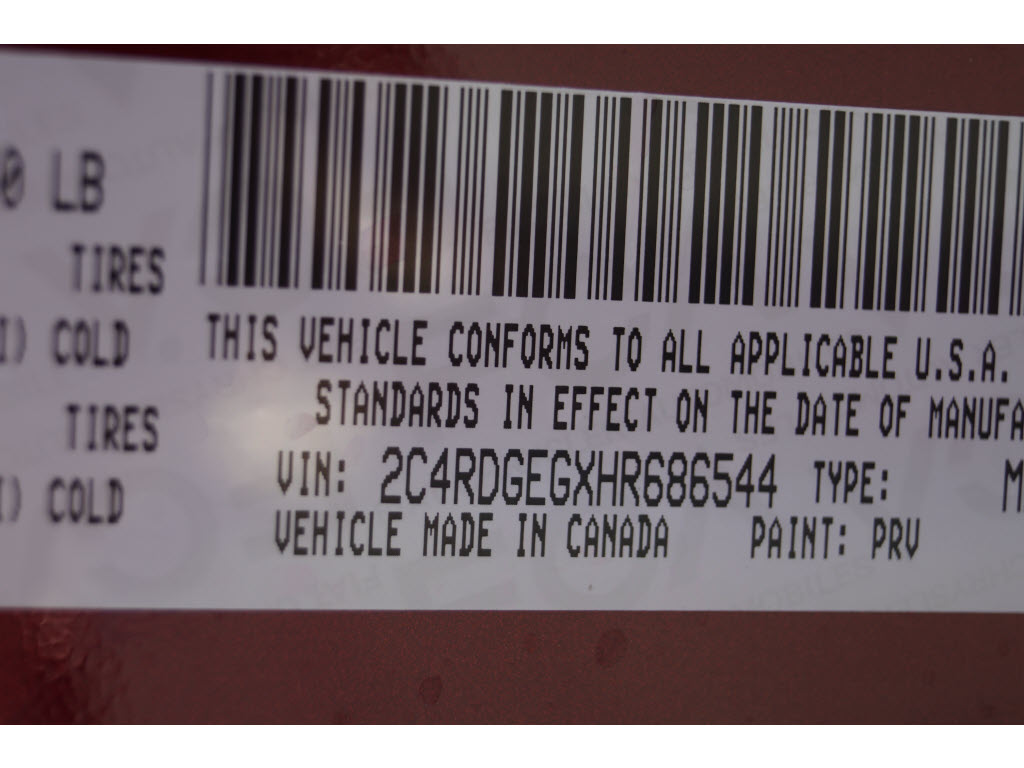 LB
TIRES
COLD
TIRES
COLD
THIS VEHICLE CONFORMS TO ALL APPLICABLE U.S.A.
STANDARDS IN EFFECT ON THE DATE OF MANUFA
VIN: 2C4RDGEGXHR686544 TYPE: M
VEHICLE MADE IN CANADA PAINT: PRV